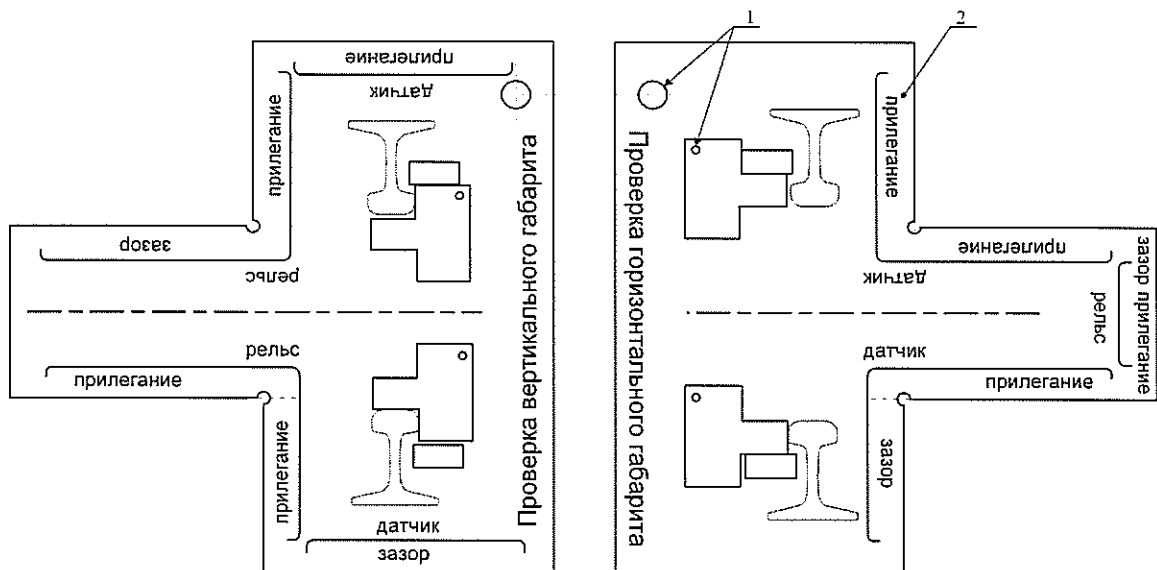 1
2
прилегание
датчик
прилегание
зазор
рельс
рельс
прилегание
прилегание
датчик
зазор
Проверка вертикального габарита
Проверка горизонтального габарита
прилегание
прилегание
датчик
зазор прилегание
рельс
датчик
прилегание
зазор